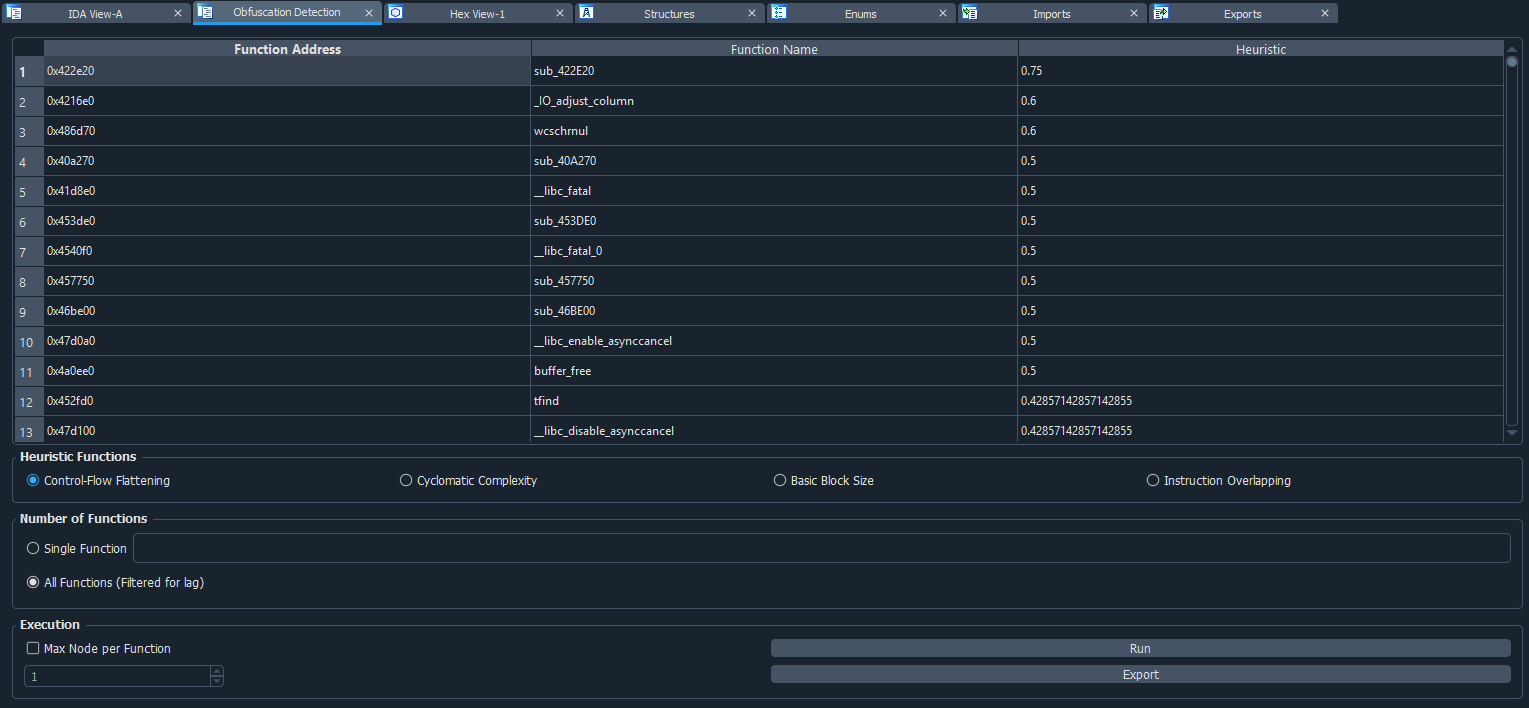 IDA View-A Obfuscation Detection Hex View-1 Structures Enums Imports Exports
Function Address Function Name Heuristic
1 0x422e20 sub_422E20 0.75
2 0x4216e0 _IO_adjust_column 0.6
3 0x486d70 wcschrnul 0.6
4 0x40a270 sub_40A270 0.5
5 0x41d8e0 __libc_fatal 0.5
6 0x453de0 sub_453DE0 0.5
7 0x4540f0 __libc_fatal_0 0.5
8 0x457750 sub_457750 0.5
9 0x46be00 sub_46BE00 0.5
10 0x47d0a0 __libc_enable_asynccancel 0.5
11 0x4a0ee0 buffer_free 0.5
12 0x452fd0 tfind 0.42857142857142855
13 0x47d100 __libc_disable_asynccancel 0.42857142857142855
Heuristic Functions
Control-Flow Flattening Cyclomatic Complexity Basic Block Size Instruction Overlapping
Number of Functions
Single Function
All Functions (Filtered for lag)
Execution
Max Node per Function Run
1 Export